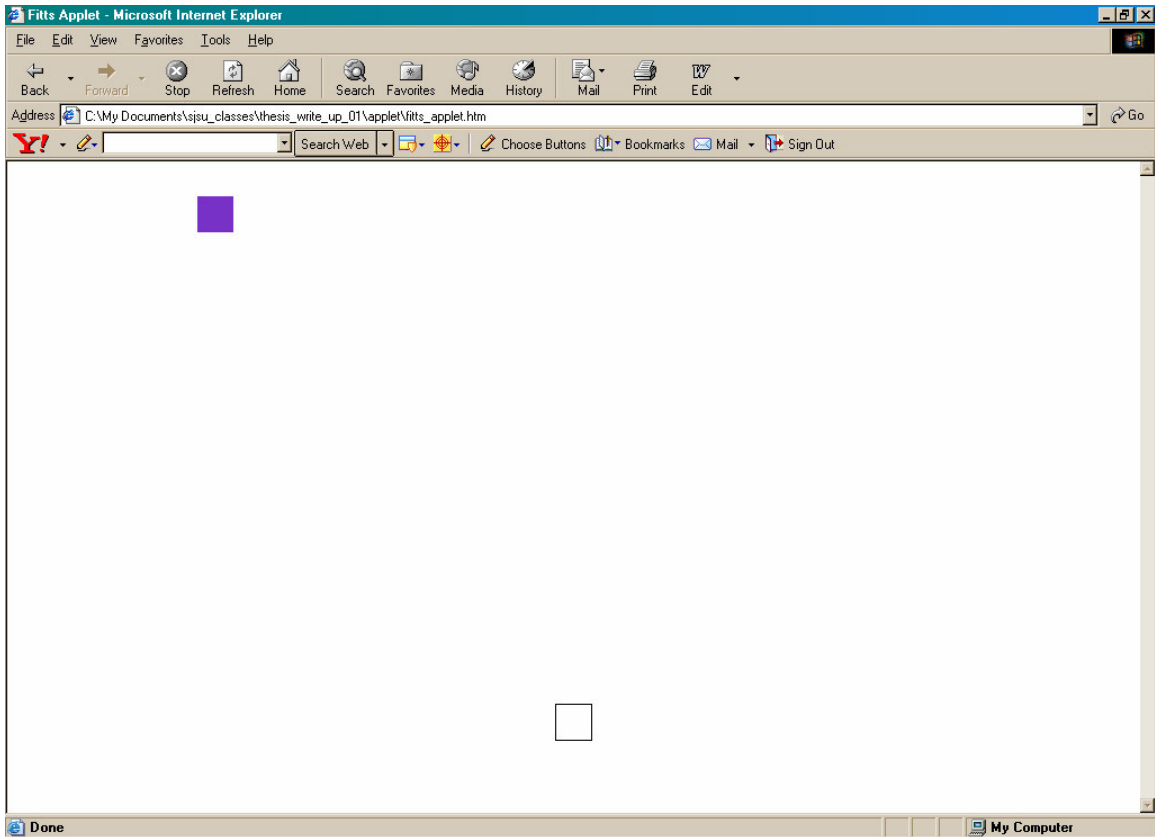 Fitts Applet - Microsoft Internet Explorer
File Edit View Favorites Tools Help
Back Forward Stop Refresh Home Search Favorites Media History Mail Print Edit
Address C:\My Documents\sjsu_classes\thesis_write_up_01\applet\fitts_applet.htm Go
Y! Search Web Choose Buttons Bookmarks Mail Sign Out
Done My Computer